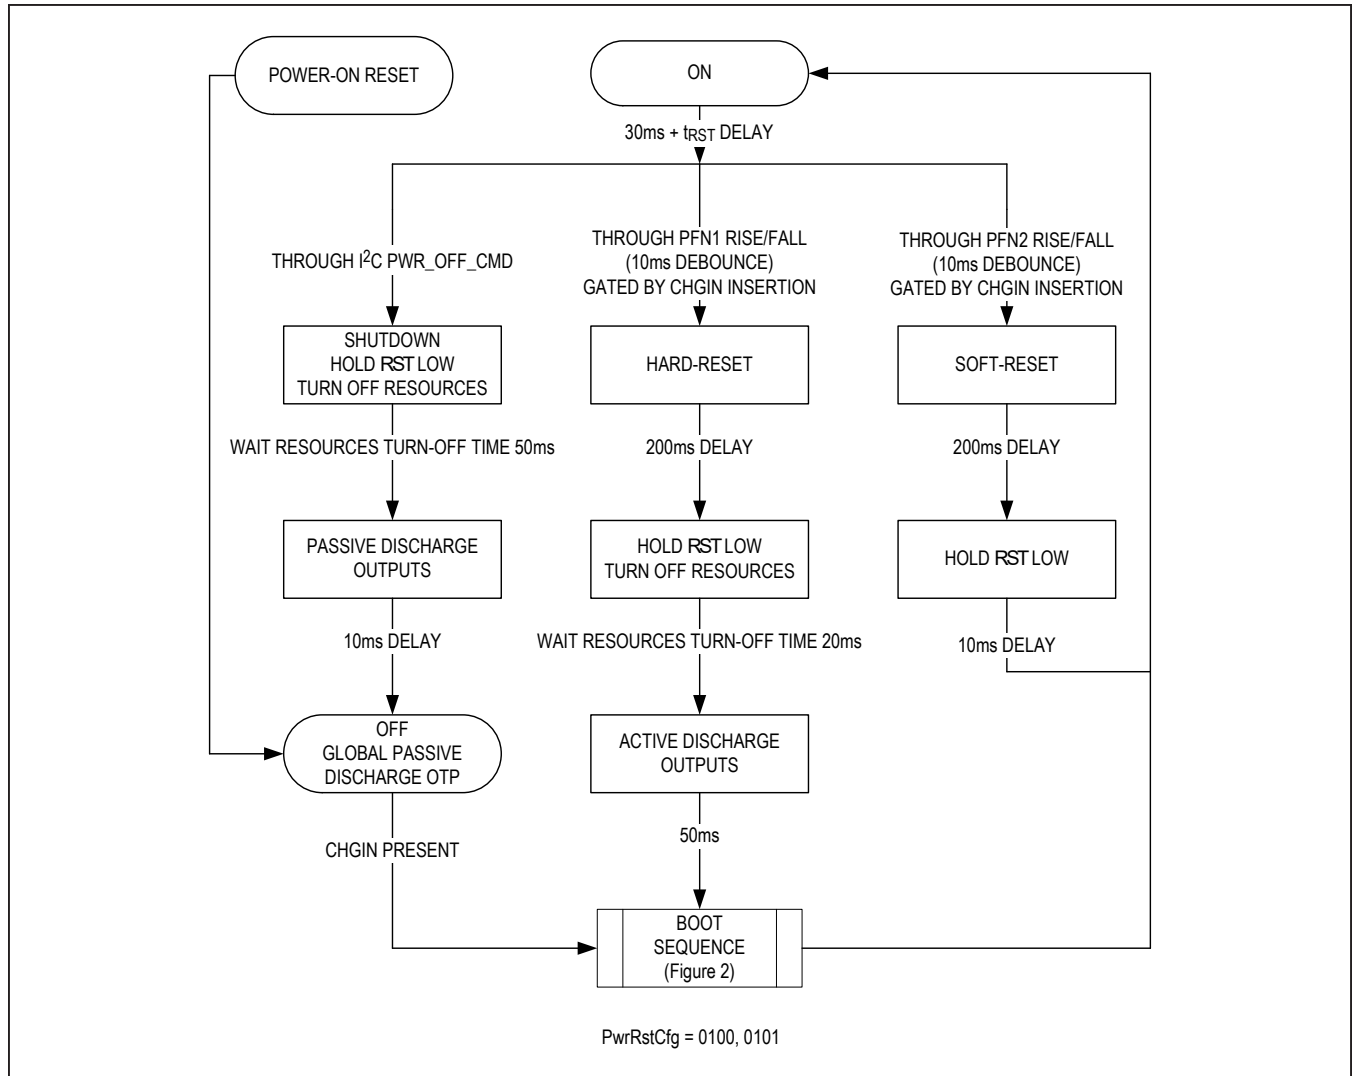 POWER-ON RESET
ON
30ms + tRST DELAY
THROUGH I2C PWR_OFF_CMD
THROUGH PFN1 RISE/FALL
(10ms DEBOUNCE)
GATED BY CHGIN INSERTION
THROUGH PFN2 RISE/FALL
(10ms DEBOUNCE)
GATED BY CHGIN INSERTION
SHUTDOWN
HOLD RST LOW
TURN OFF RESOURCES
HARD-RESET
SOFT-RESET
WAIT RESOURCES TURN-OFF TIME 50ms
200ms DELAY
200ms DELAY
PASSIVE DISCHARGE
OUTPUTS
HOLD RST LOW
TURN OFF RESOURCES
HOLD RST LOW
10ms DELAY
WAIT RESOURCES TURN-OFF TIME 20ms
10ms DELAY
OFF
GLOBAL PASSIVE
DISCHARGE OTP
ACTIVE DISCHARGE
OUTPUTS
CHGIN PRESENT
50ms
BOOT
SEQUENCE
(Figure 2)
PwrRstCfg = 0100, 0101